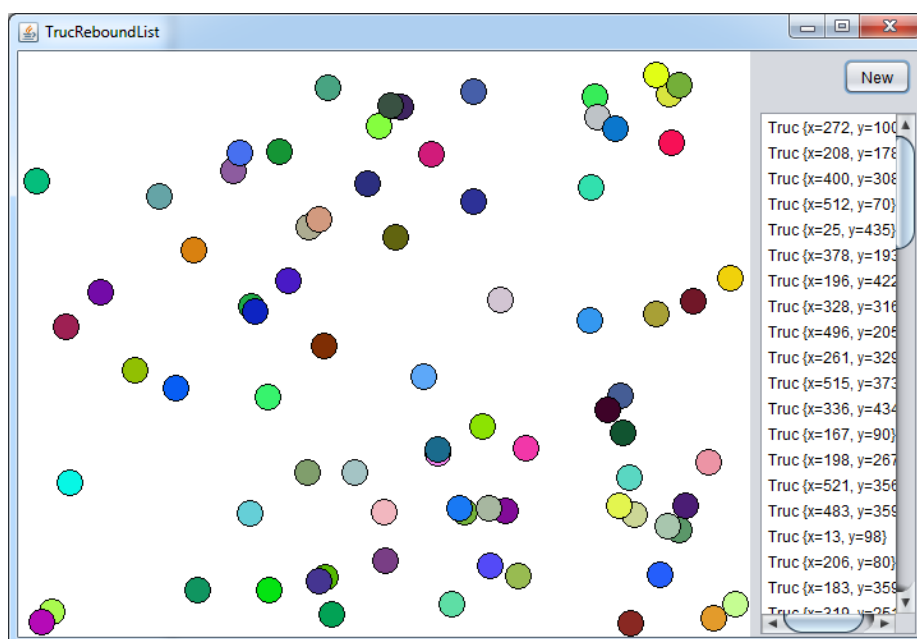 TrucReboundList
New
Truc {x=272, y=100
Truc {x=208, y=178
Truc {x=400, y=308
Truc {x=512, y=70}
Truc {x=25, y=435}
Truc {x=378, y=193
Truc {x=196, y=422
Truc {x=328, y=316
Truc {x=496, y=205
Truc {x=261, y=329
Truc {x=515, y=373
Truc {x=336, y=434
Truc {x=167, y=90}
Truc {x=198, y=267
Truc {x=521, y=356
Truc {x=483, y=359
Truc {x=13, y=98}
Truc {x=206, y=80}
Truc {x=183, y=359
Truc {x=319, y=251